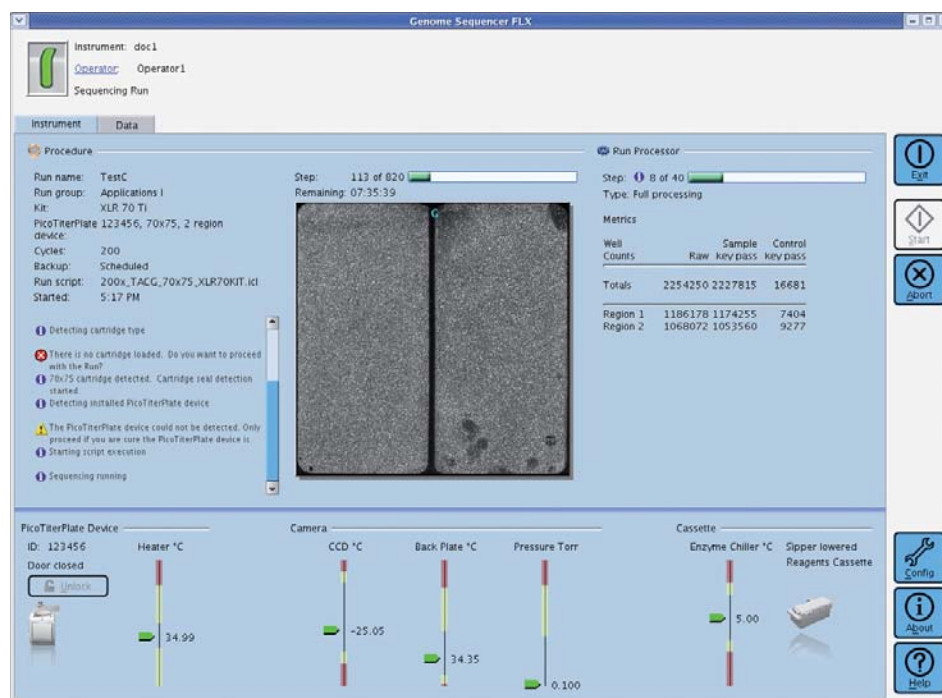 Genome Sequencer FLX
Instrument: doc1
Operator: Operator1
Sequencing Run
Instrument Data
Procedure
Run name: TestC
Run group: Applications I
Kit: XLR 70 Ti
PicoTiterPlate 123456, 70x75, 2 region
device:
Cycles: 200
Backup: Scheduled
Run script: 200x_TACG_70x75_XLR70KIT.icl
Started: 5:17 PM
Detecting cartridge type
There is no cartridge loaded. Do you want to proceed
with the Run?
70x75 cartridge detected. Cartridge seal detection
started.
Detecting installed PicoTiterPlate device
The PicoTiterPlate device could not be detected. Only
proceed if you are sure the PicoTiterPlate device is
Starting script execution
Sequencing running
Step: 113 of 820
Remaining: 07:35:39
G
Run Processor
Step: 8 of 40
Type: Full processing
Metrics
Well Sample Control
Counts Raw key pass key pass
Totals 2254250 2227815 16681
Region 1 1186178 1174255 7404
Region 2 1068072 1053560 9277
Exit
Start
Abort
Config
About
Help
PicoTiterPlate Device
ID: 123456
Door closed
Unlock
Heater °C
34.99
Camera
CCD °C
-25.05
Back Plate °C
34.35
Pressure Torr
0.100
Cassette
Enzyme Chiller °C
5.00
Sipper lowered
Reagents Cassette